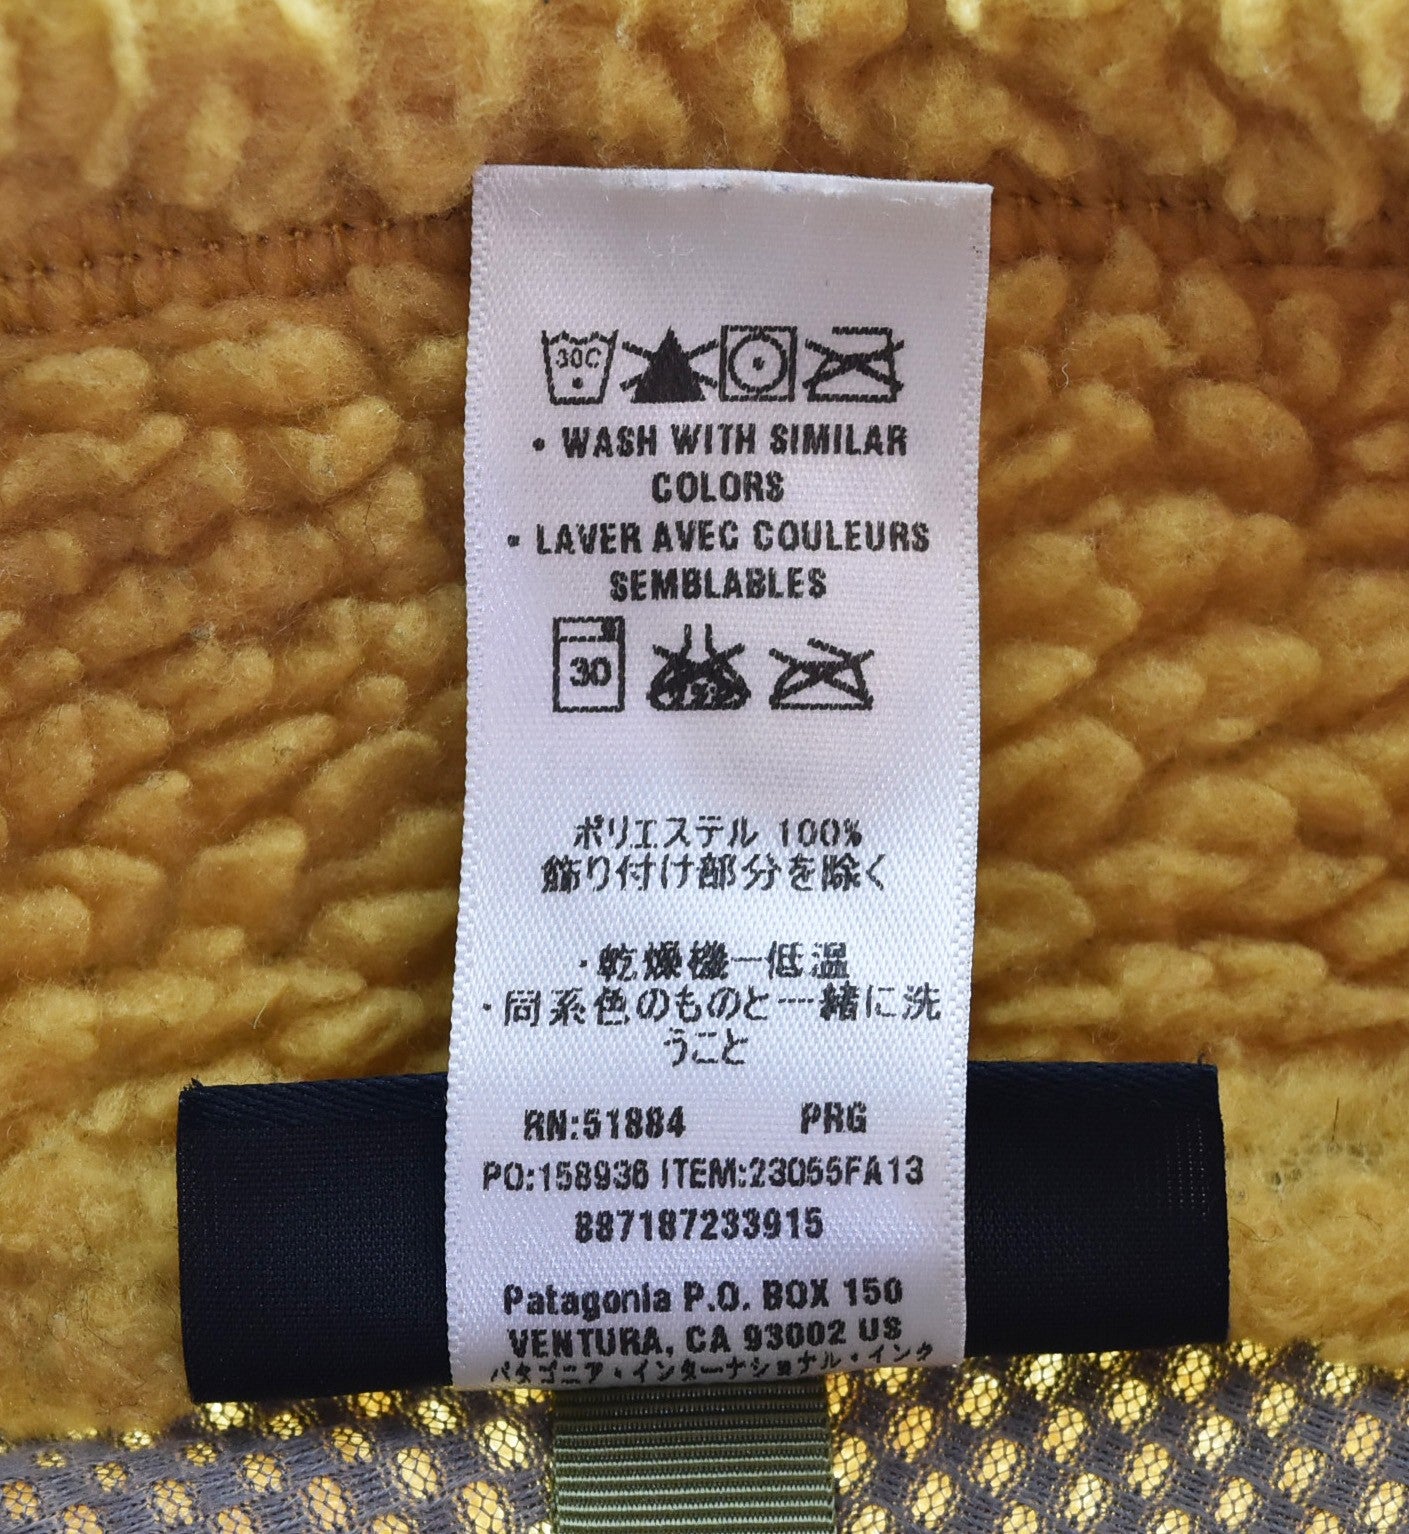 30C
• WASH WITH SIMILAR
COLORS
• LAVER AVEC COULEURS
SEMBLABLES
30
ポリエステル 100%
飾り付け部分を除く
・乾燥機一低温
・同系色のものと一緒に洗
うこと
RN:51884 PRG
PO:158936 ITEM:23055FA13
887187233915
Patagonia P.O. BOX 150
VENTURA, CA 93002 US
パタゴニア・インターナショナル・インク